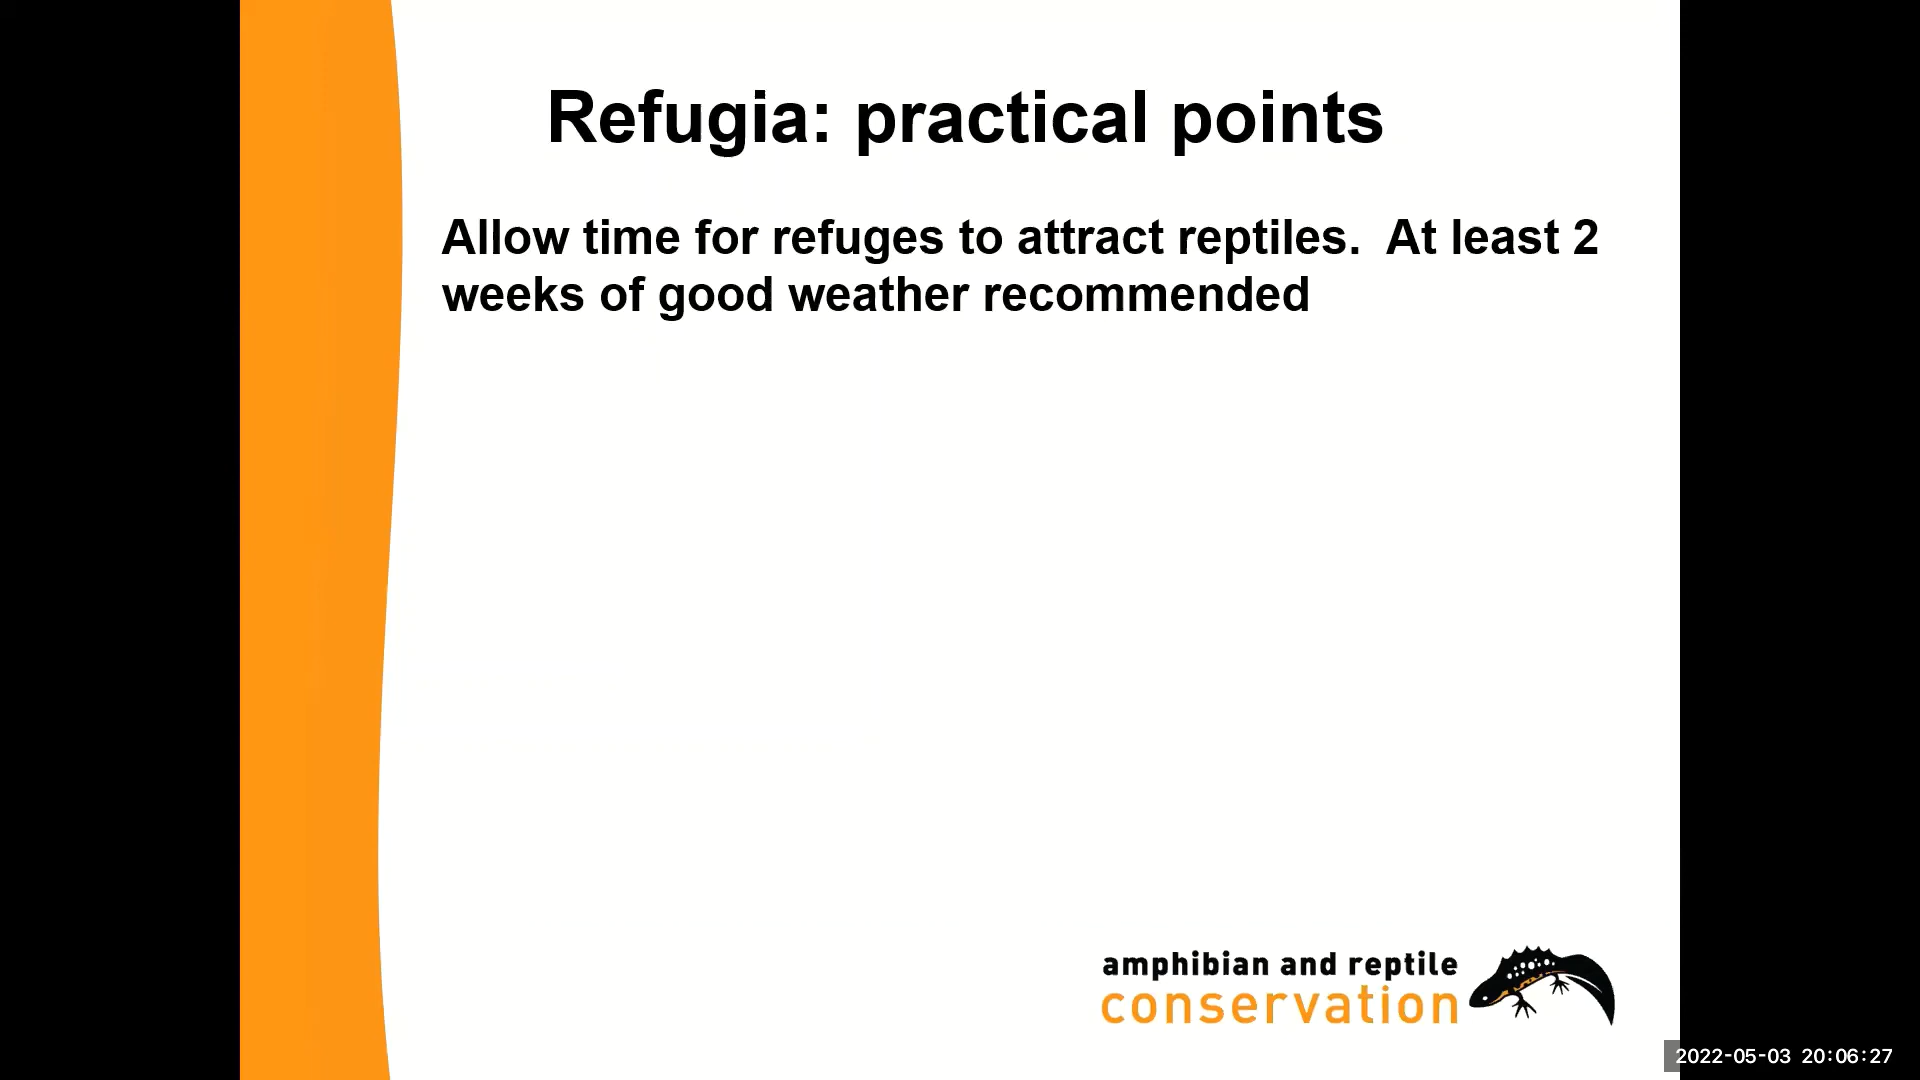 Refugia: practical points
Allow time for refuges to attract reptiles.  At least 2
weeks of good weather recommended
amphibian and reptile
conservation
2022-05-03 20:06:27